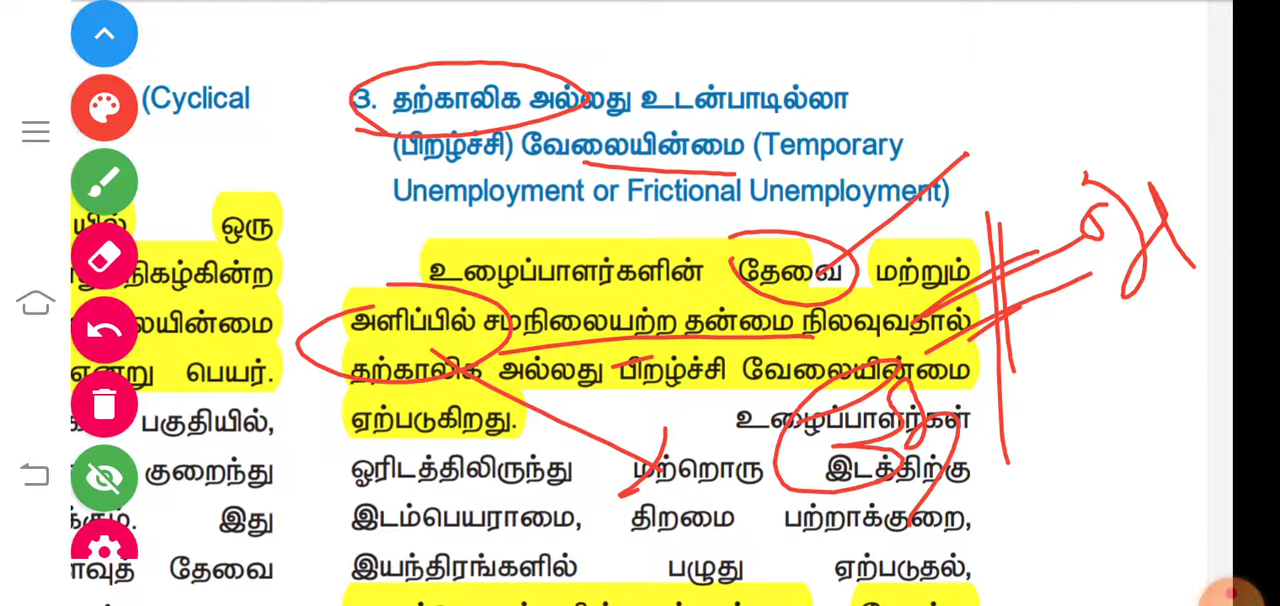 (Cyclical
யில் ஒரு
நிகழ்கின்ற
லையின்மை
என்று பெயர்.
பகுதியில்,
குறைந்து
இது
தேவை
3. தற்காலிக அல்லது உடன்பாடில்லா
(பிறழ்ச்சி) வேலையின்மை (Temporary
Unemployment or Frictional Unemployment)
உழைப்பாளர்களின் தேவை மற்றும்
அளிப்பில் சமநிலையற்ற தன்மை நிலவுவதால்
தற்காலிக அல்லது பிறழ்ச்சி வேலையின்மை
ஏற்படுகிறது. உழைப்பாளர்கள்
ஓரிடத்திலிருந்து மற்றொரு இடத்திற்கு
இடம்பெயராமை, திறமை பற்றாக்குறை,
இயந்திரங்களில் பழுது ஏற்படுதல்,